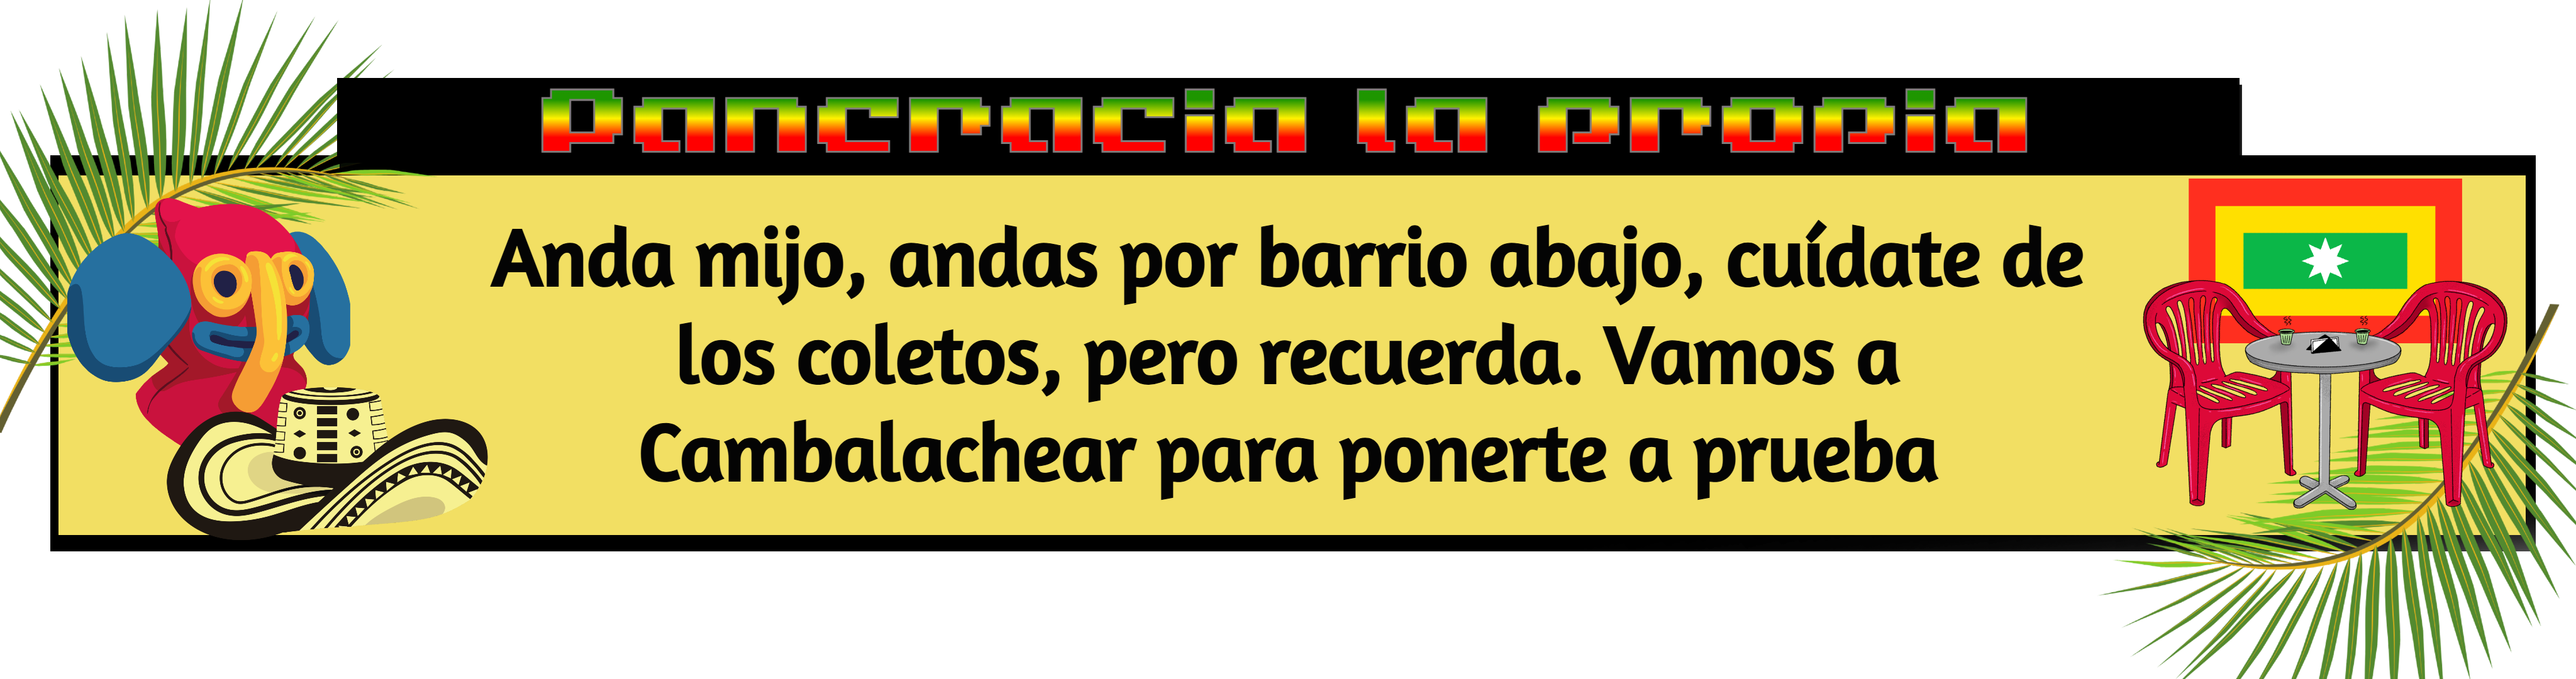 Pancracia la propia
Anda mijo, andas por barrio abajo, cuídate de
los coletos, pero recuerda. Vamos a
Cambalachear para ponerte a prueba